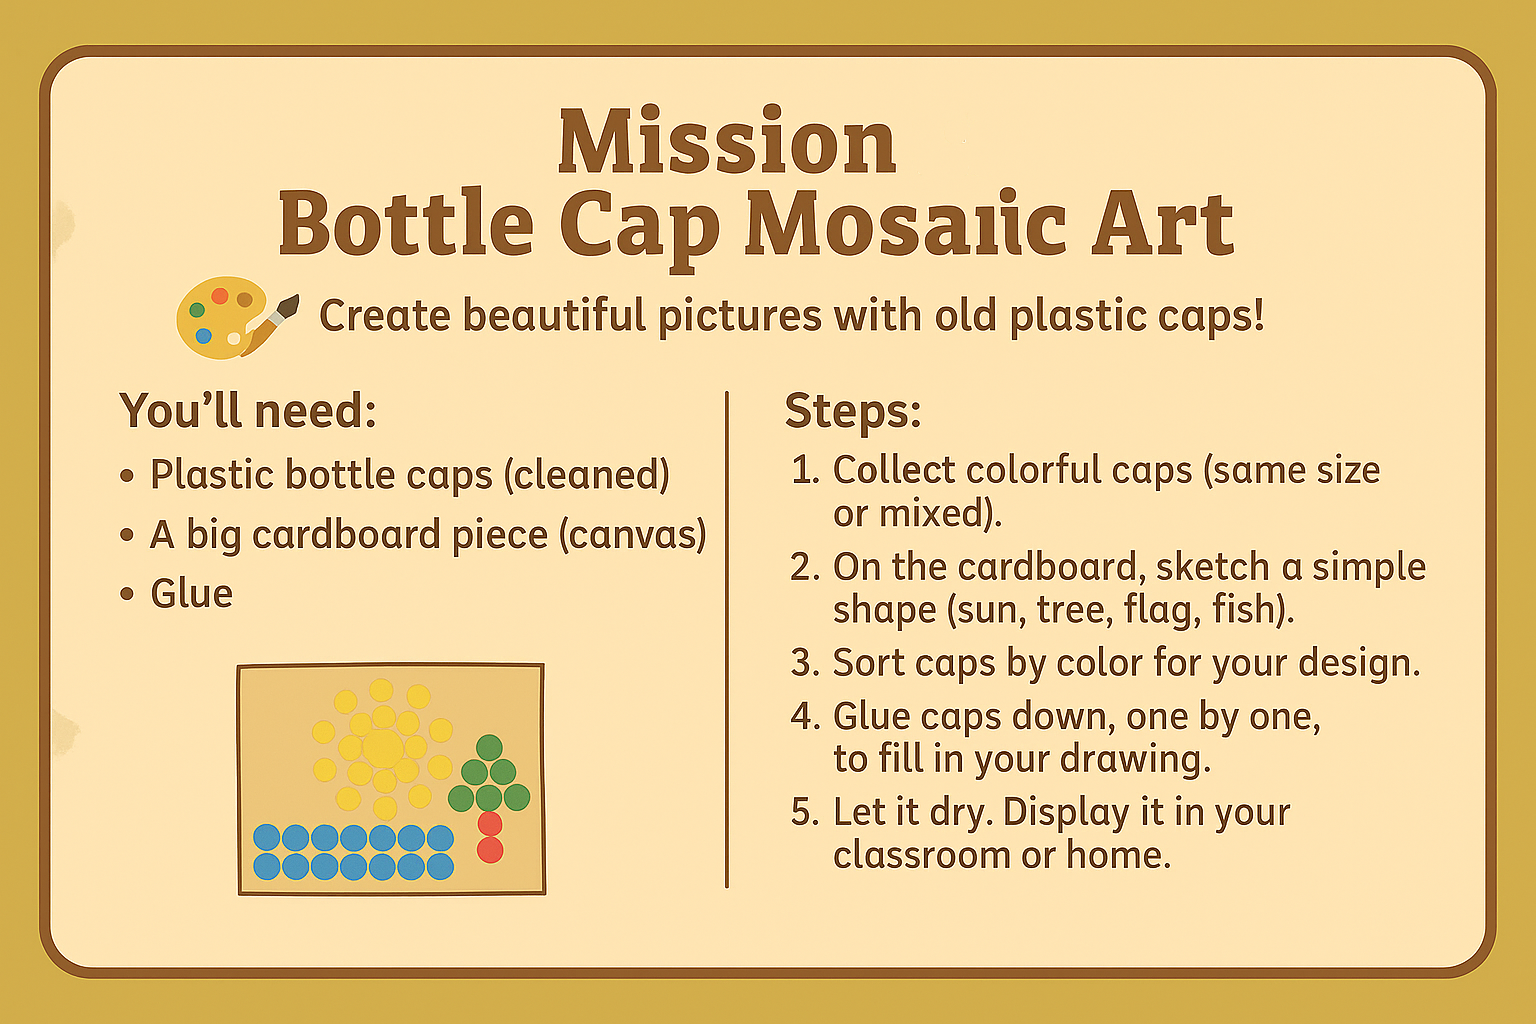 Mission
Bottle Cap Mosaıic Art
Create beautiful pictures with old plastic caps!
You’ll need:
• Plastic bottle caps (cleaned)
• A big cardboard piece (canvas)
• Glue
Steps:
1. Collect colorful caps (same size
or mixed).
2. On the cardboard, sketch a simple
shape (sun, tree, flag, fish).
3. Sort caps by color for your design.
4. Glue caps down, one by one,
to fill in your drawing.
5. Let it dry. Display it in your
classroom or home.